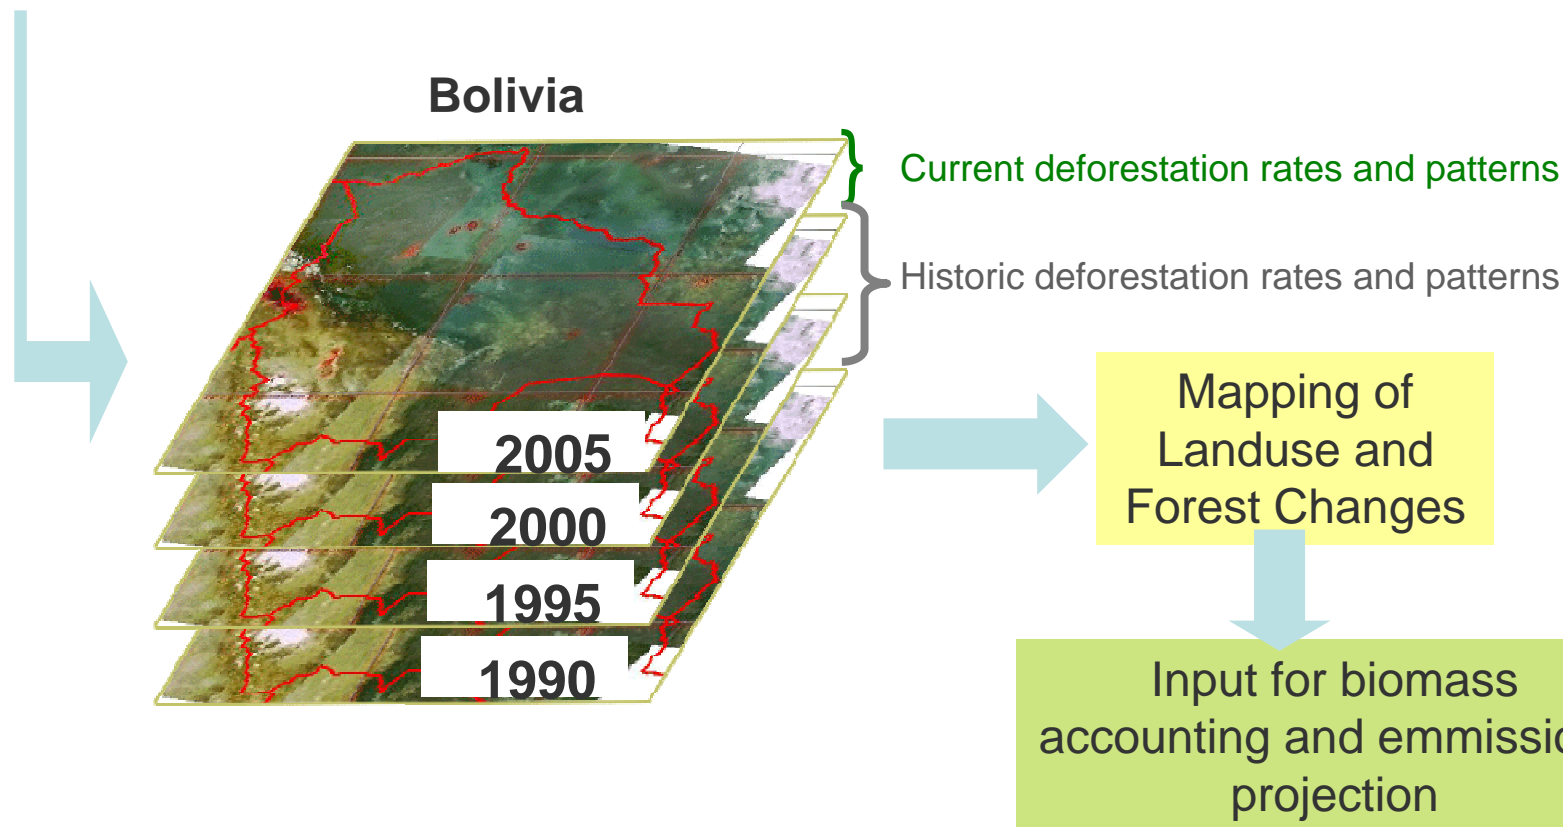 Bolivia
Current deforestation rates and patterns
Historic deforestation rates and patterns
2005
2000
1995
1990
Mapping of
Landuse and
Forest Changes
Input for biomass
accounting and
projection